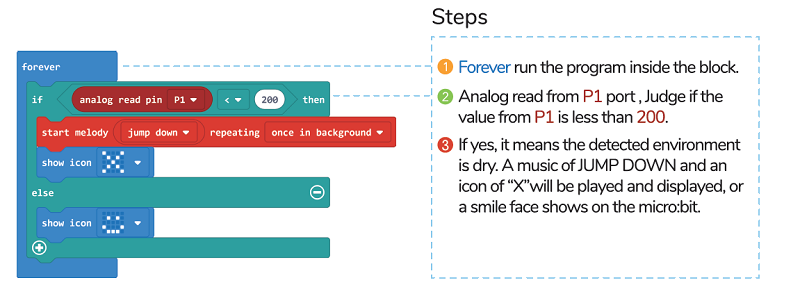 Steps
forever
if analog read pin P1 < 200 then
start melody jump down repeating once in background
show icon
else
show icon
1 Forever run the program inside the block.
2 Analog read from P1 port , Judge if the
value from P1 is less than 200.
3 If yes, it means the detected environment
is dry. A music of JUMP DOWN and an
icon of “X”will be played and displayed, or
a smile face shows on the micro:bit.